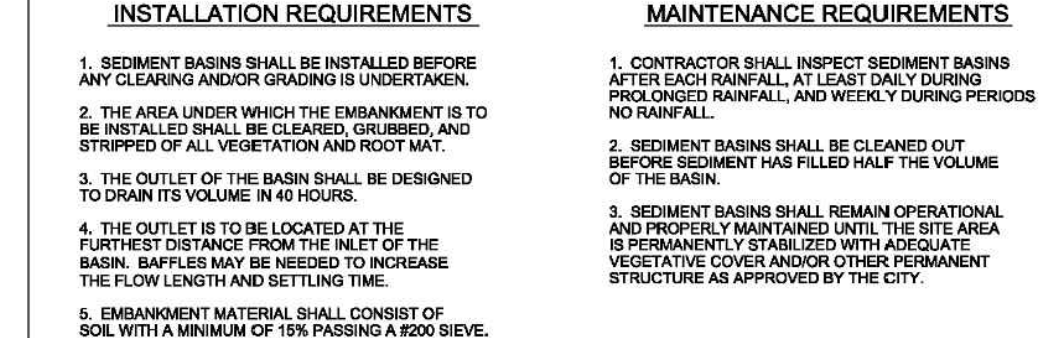 INSTALLATION REQUIREMENTS
1. SEDIMENT BASINS SHALL BE INSTALLED BEFORE
ANY CLEARING AND/OR GRADING IS UNDERTAKEN.
2. THE AREA UNDER WHICH THE EMBANKMENT IS TO
BE INSTALLED SHALL BE CLEARED, GRUBBED, AND
STRIPPED OF ALL VEGETATION AND ROOT MAT.
3. THE OUTLET OF THE BASIN SHALL BE DESIGNED
TO DRAIN ITS VOLUME IN 40 HOURS.
4. THE OUTLET IS TO BE LOCATED AT THE
FURTHEST DISTANCE FROM THE INLET OF THE
BASIN. BAFFLES MAY BE NEEDED TO INCREASE
THE FLOW LENGTH AND SETTLING TIME.
5. EMBANKMENT MATERIAL SHALL CONSIST OF
SOIL WITH A MINIMUM OF 15% PASSING A #200 SIEVE.
MAINTENANCE REQUIREMENTS
1. CONTRACTOR SHALL INSPECT SEDIMENT BASINS
AFTER EACH RAINFALL, AT LEAST DAILY DURING
PROLONGED RAINFALL, AND WEEKLY DURING PERIODS
NO RAINFALL.
2. SEDIMENT BASINS SHALL BE CLEANED OUT
BEFORE SEDIMENT HAS FILLED HALF THE VOLUME
OF THE BASIN.
3. SEDIMENT BASINS SHALL REMAIN OPERATIONAL
AND PROPERLY MAINTAINED UNTIL THE SITE AREA
IS PERMANENTLY STABILIZED WITH ADEQUATE
VEGETATIVE COVER AND/OR OTHER PERMANENT
STRUCTURE AS APPROVED BY THE CITY.